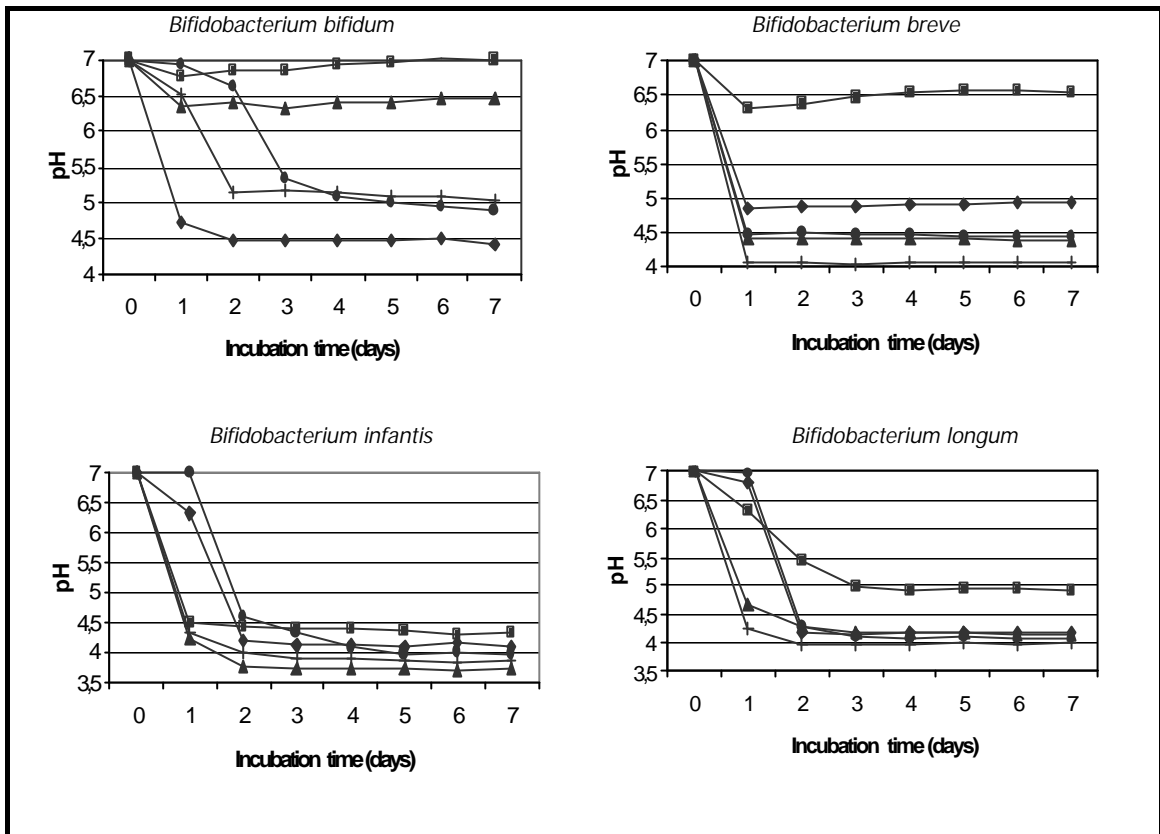 Bifidobacterium bifidum
7
6,5
6
5,5
5
4,5
4
pH
0 1 2 3 4 5 6 7
Incubation time (days)
Bifidobacterium breve
7
6,5
6
5,5
5
4,5
4
pH
0 1 2 3 4 5 6 7
Incubation time (days)
Bifidobacterium infantis
7
6,5
6
5,5
5
4,5
4
3,5
pH
0 1 2 3 4 5 6 7
Incubation time (days)
Bifidobacterium longum
7
6,5
6
5,5
5
4,5
4
3,5
pH
0 1 2 3 4 5 6 7
Incubation time (days)